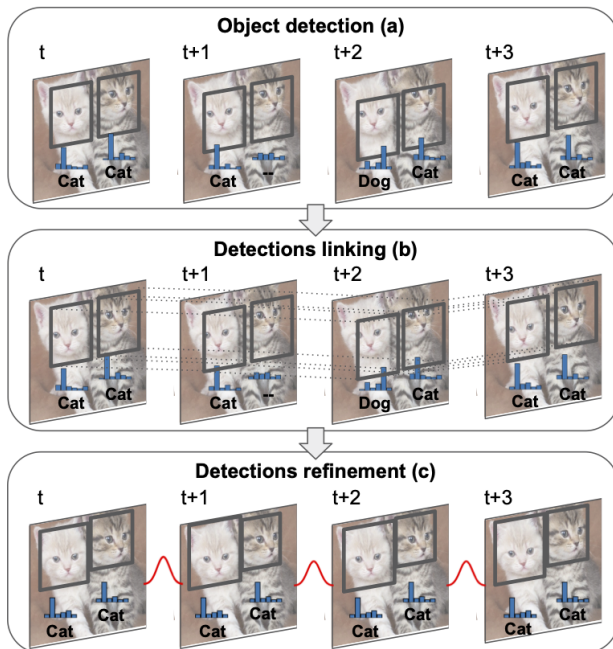 Object detection (a)
t t+1 t+2 t+3
Cat Cat Cat -- Dog Cat Cat Cat
Detections linking (b)
t t+1 t+2 t+3
Cat Cat Cat -- Dog Cat Cat Cat
Detections refinement (c)
t t+1 t+2 t+3
Cat Cat Cat Cat Cat Cat Cat Cat